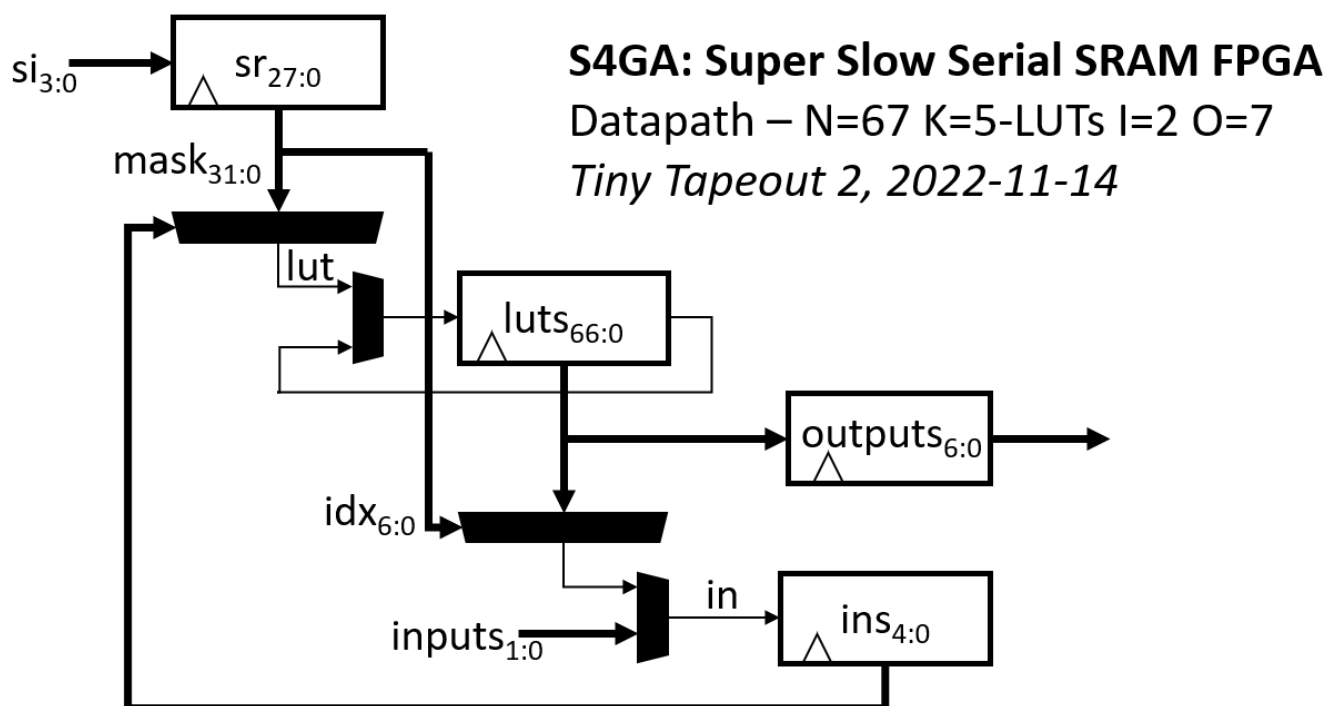 S4GA: Super Slow Serial SRAM FPGA
Datapath – N=67 K=5-LUTs I=2 O=7
Tiny Tapeout 2, 2022-11-14
si3:0
sr27:0
mask31:0
lut
luts66:0
outputs6:0
idx6:0
in
inputs1:0
ins4:0